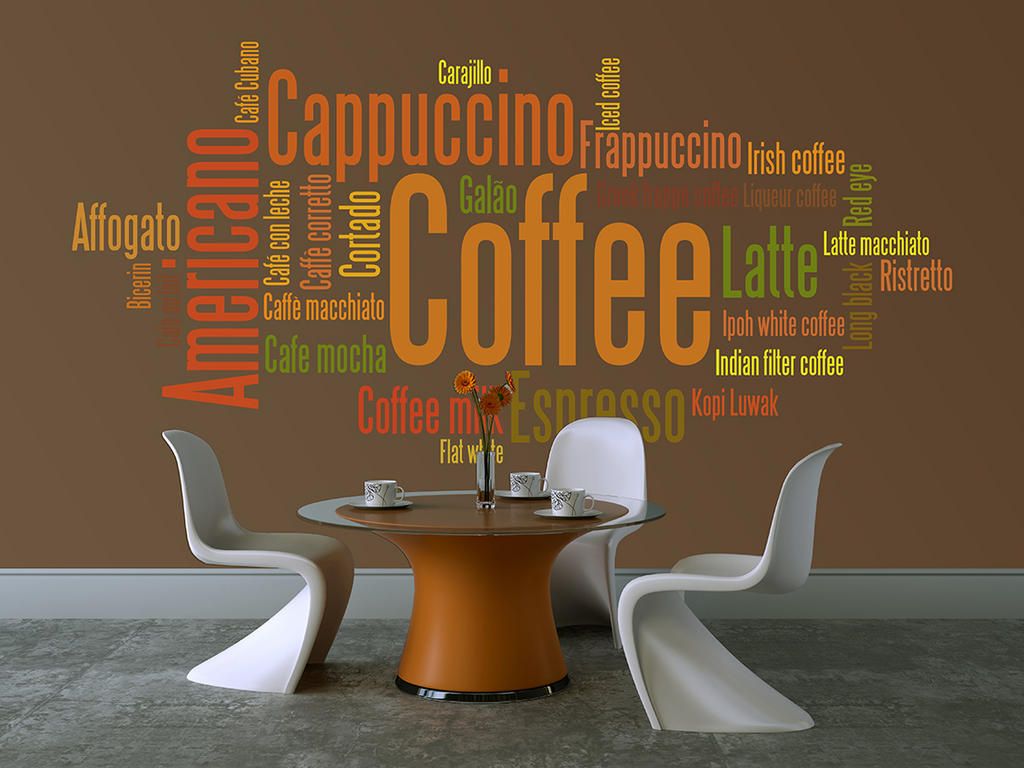 Café Cubano
Carajillo
Iced coffee
Cappuccino
Frappuccino
Irish coffee
Americano
Café con leche
Caffè corretto
Cortado
Galão
Greek frappé coffee
Liqueur coffee
Red eye
Affogato
Coffee
Latte
Latte macchiato
Bicerin
Long black
Ristretto
Caffè macchiato
Ipoh white coffee
Cafe mocha
Indian filter coffee
Coffee milk
Espresso
Kopi Luwak
Flat white